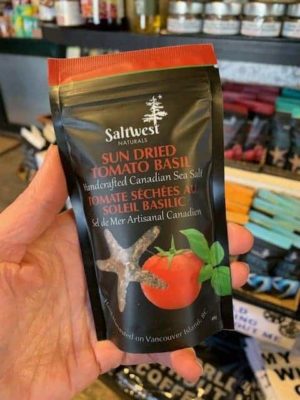 Saltwest
NATURALS
SUN DRIED
TOMATO BASIL
Handcrafted Canadian Sea Salt
TOMATE SÉCHÉES AU
SOLEIL BASILIC
Sel de Mer Artisanal Canadien
on Vancouver Island, BC
MY